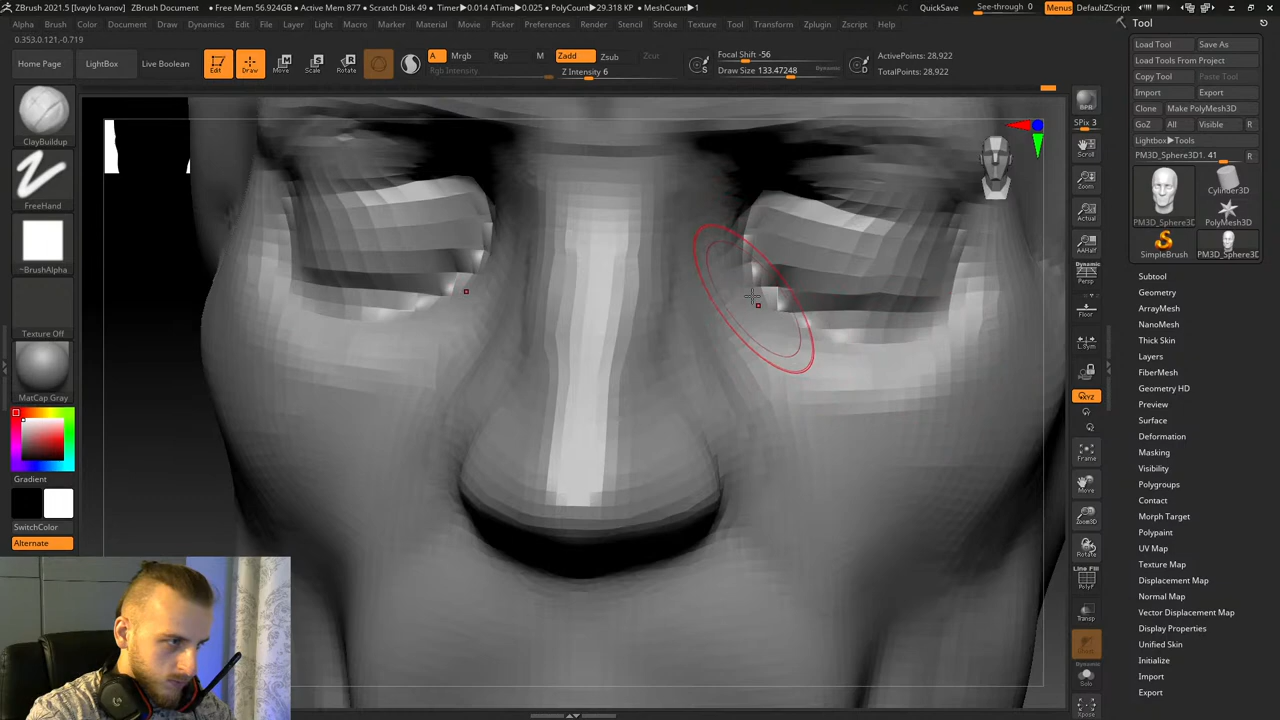 ZBrush 2021.5 [Ivaylo Ivanov] ZBrush Document • Free Mem 56.924GB • Active Mem 877 • Scratch Disk 49 • Timer▶0.014 ATime▶0.025 • PolyCount▶29.318 KP • MeshCount▶1 AC QuickSave See-through 0 Menus DefaultZScript
Alpha Brush Color Document Draw Dynamics Edit File Layer Light Macro Marker Material Movie Picker Preferences Render Stencil Stroke Texture Tool Transform Zplugin Zscript Help
0.353,0.121,-0.719
Home Page LightBox Live Boolean Edit Draw Move Scale Rotate
A Mrgb Rgb M Zadd Zsub Zcut
Rgb Intensity Z Intensity 6
Focal Shift -56
Draw Size 133.47248 Dynamic
S D
ActivePoints: 28,922
TotalPoints: 28,922
ClayBuildup
FreeHand
~BrushAlpha
Texture Off
MatCap Gray
Gradient
SwitchColor
Alternate
BPR
SPix 3
Scroll
Zoom
Actual
AAHalf
Dynamic
Persp
Floor
L.Sym
XYZ
Frame
Move
Zoom3D
Rotate
Line Fill
PolyF
Transp
Dynamic
Solo
Xpose
Tool
Load Tool Save As
Load Tools From Project
Copy Tool Paste Tool
Import Export
Clone Make PolyMesh3D
GoZ All Visible R
Lightbox▶Tools
PM3D_Sphere3D1. 41 R
PM3D_Sphere3D Cylinder3D
PolyMesh3D
SimpleBrush PM3D_Sphere3D
Subtool
Geometry
ArrayMesh
NanoMesh
Thick Skin
Layers
FiberMesh
Geometry HD
Preview
Surface
Deformation
Masking
Visibility
Polygroups
Contact
Morph Target
Polypaint
UV Map
Texture Map
Displacement Map
Normal Map
Vector Displacement Map
Display Properties
Unified Skin
Initialize
Import
Export